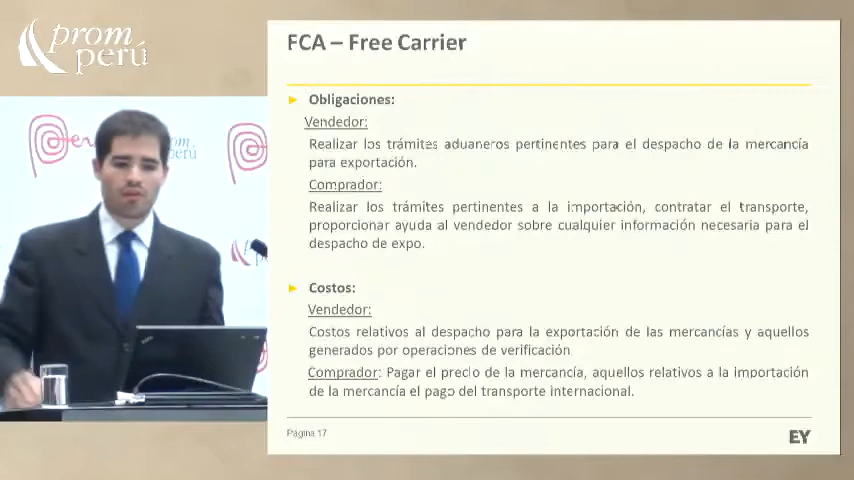 prom
perú
FCA – Free Carrier
► Obligaciones:
Vendedor:
Realizar los trámites aduaneros pertinentes para el despacho de la mercancía
para exportación.
Comprador:
Realizar los trámites pertinentes a la importación, contratar el transporte,
proporcionar ayuda al vendedor sobre cualquier información necesaria para el
despacho de expo.
► Costos:
Vendedor:
Costos relativos al despacho para la exportación de las mercancías y aquellos
generados por operaciones de verificación
Comprador: Pagar el precio de la mercancía, aquellos relativos a la importación
de la mercancía el pago del transporte internacional.
Página 17
EY